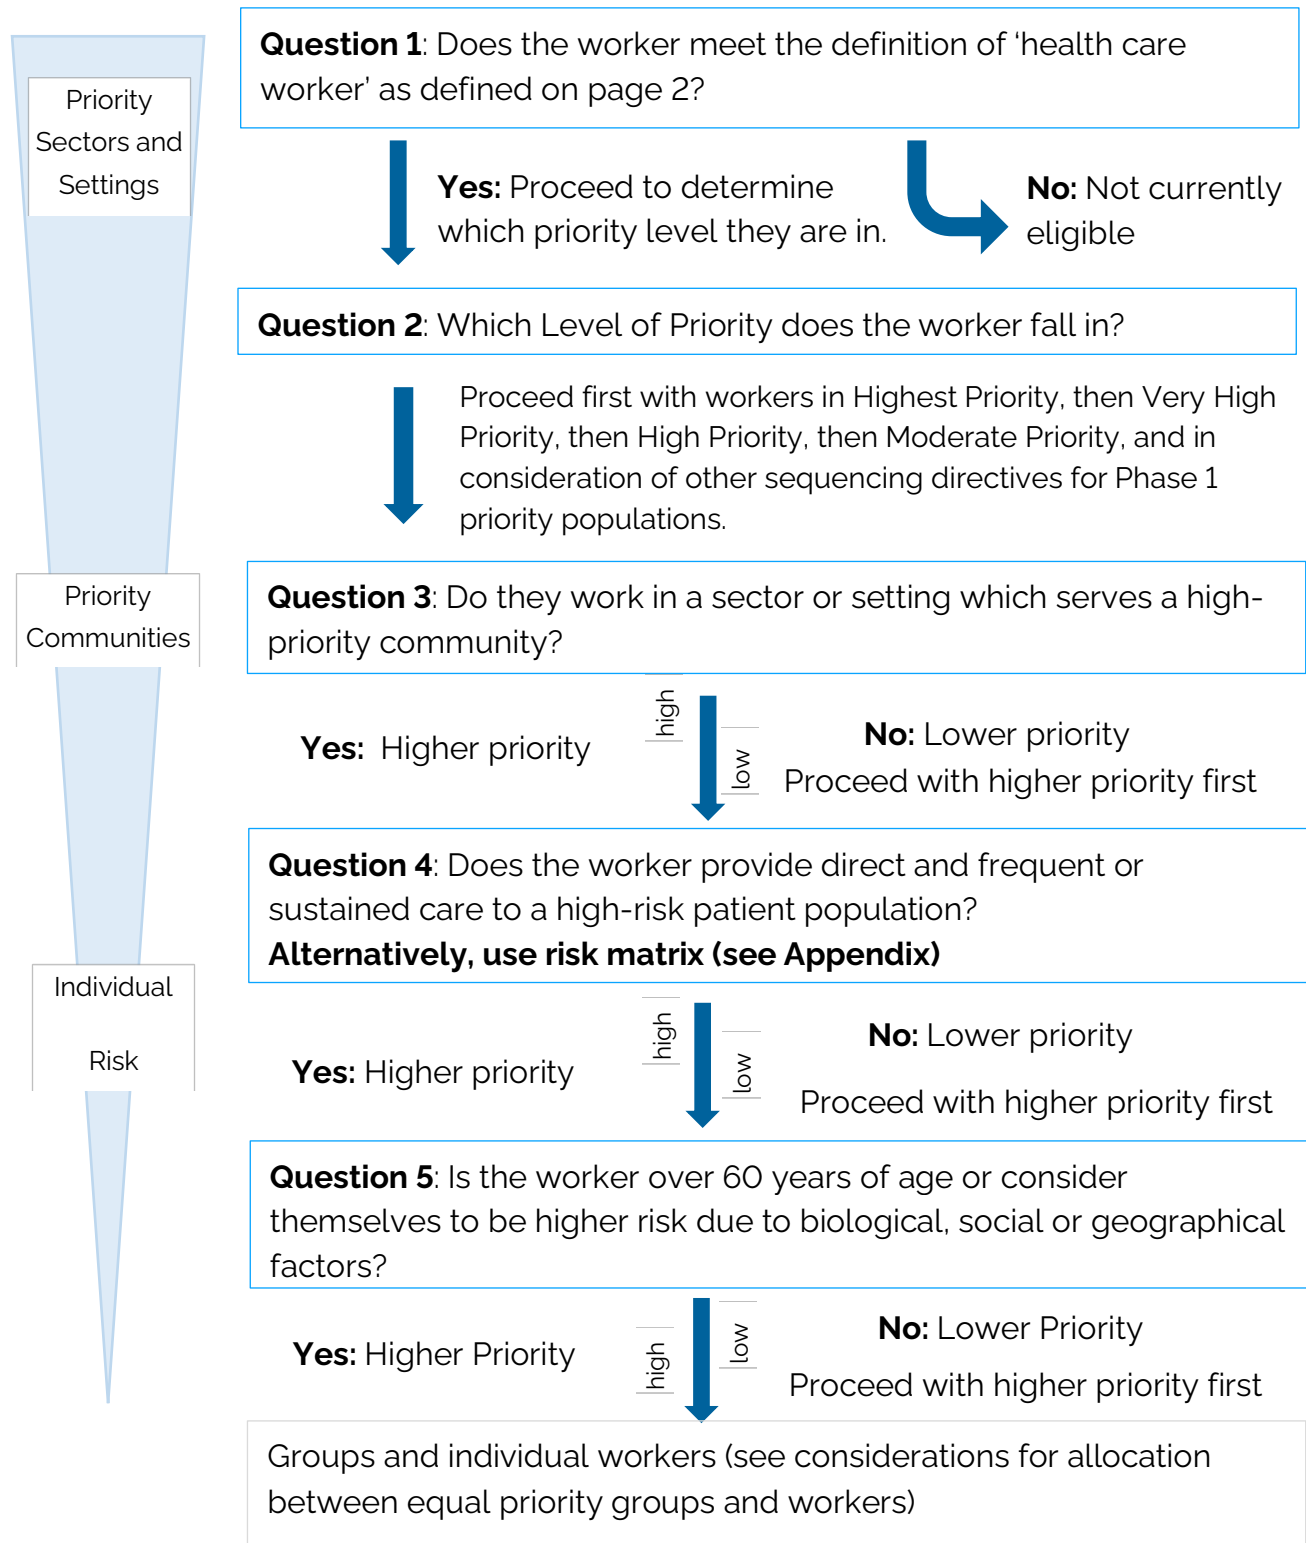 Priority
Sectors and
Settings
Question 1: Does the worker meet the definition of ‘health care
worker’ as defined on page 2?
Yes: Proceed to determine
which priority level they are in.
No: Not currently
eligible
Question 2: Which Level of Priority does the worker fall in?
Proceed first with workers in Highest Priority, then Very High
Priority, then High Priority, then Moderate Priority, and in
consideration of other sequencing directives for Phase 1
priority populations.
Priority
Communities
Question 3: Do they work in a sector or setting which serves a high-
priority community?
Yes: Higher priority
high
low
No: Lower priority
Proceed with higher priority first
Question 4: Does the worker provide direct and frequent or
sustained care to a high-risk patient population?
Alternatively, use risk matrix (see Appendix)
Individual
Risk
Yes: Higher priority
high
low
No: Lower priority
Proceed with higher priority first
Question 5: Is the worker over 60 years of age or consider
themselves to be higher risk due to biological, social or geographical
factors?
Yes: Higher Priority
high
low
No: Lower Priority
Proceed with higher priority first
Groups and individual workers (see considerations for allocation
between equal priority groups and workers)